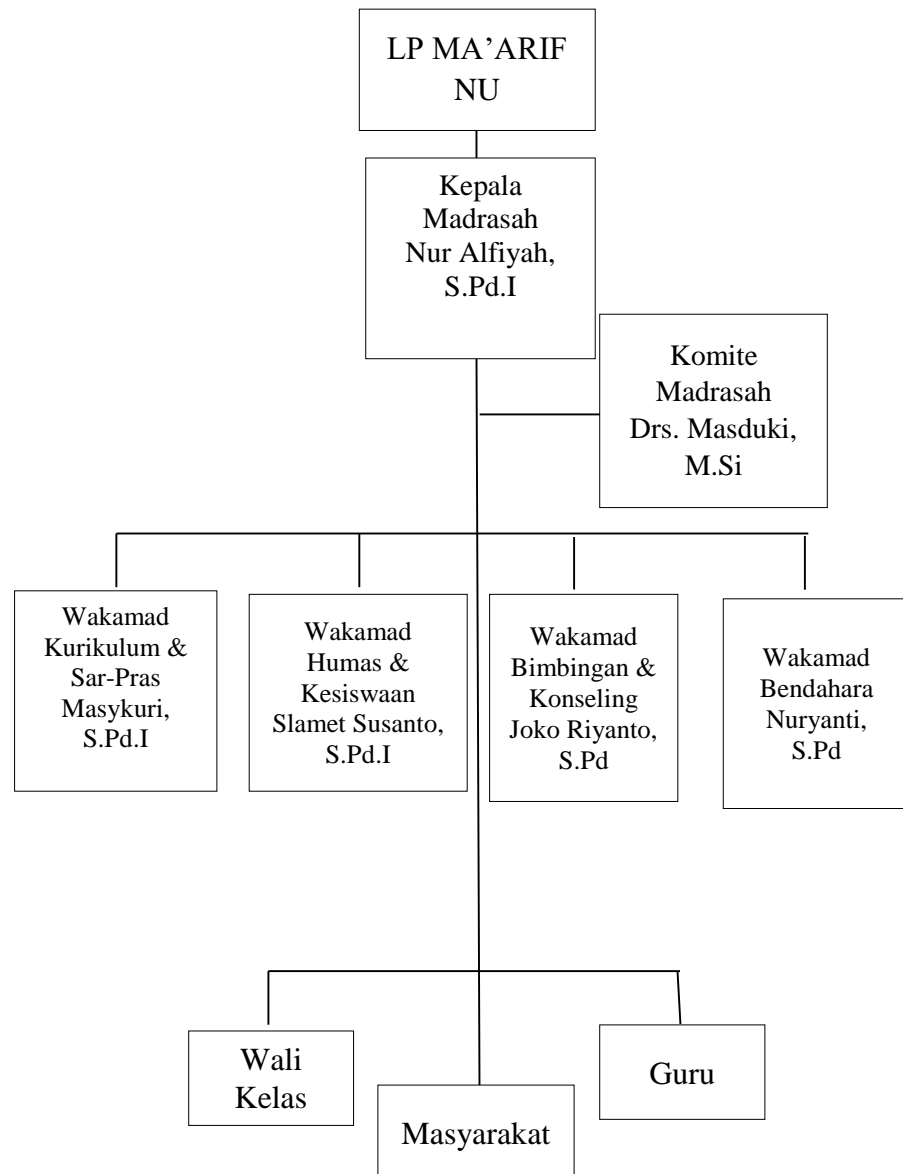 LP MA’ARIF
NU
Kepala
Madrasah
Nur Alfiyah,
S.Pd.I
Komite
Madrasah
Drs. Masduki,
M.Si
Wakamad
Kurikulum &
Sar-Pras
Masykuri,
S.Pd.I
Wakamad
Humas &
Kesiswaan
Slamet Susanto,
S.Pd.I
Wakamad
Bimbingan &
Konseling
Joko Riyanto,
S.Pd
Wakamad
Bendahara
Nuryanti,
S.Pd
Wali
Kelas
Masyarakat
Guru